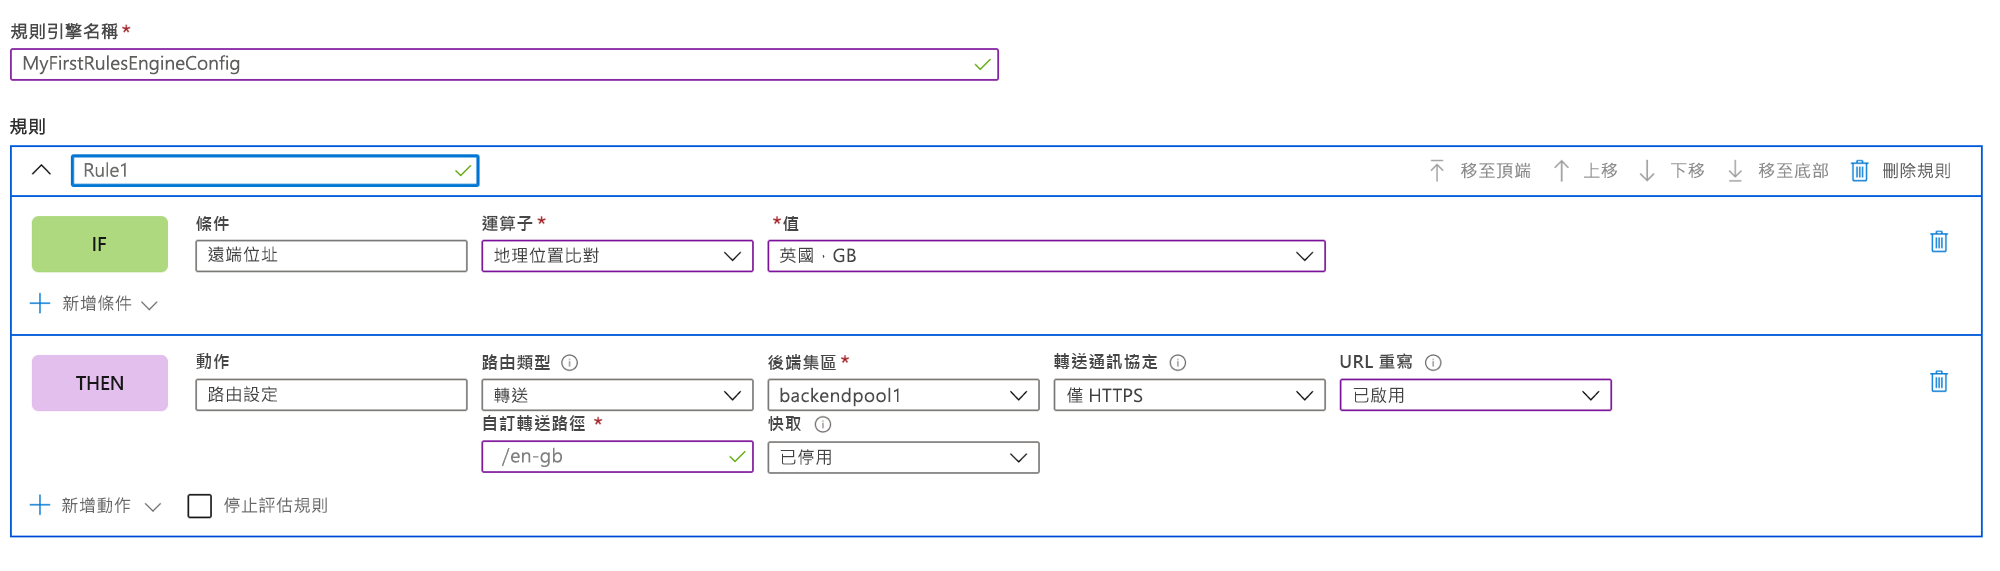 規則引擎名稱 *
MyFirstRulesEngineConfig
規則
Rule1 移至頂端 上移 下移 移至底部 刪除規則
IF 條件 運算子 * *值
遠端位址 地理位置比對 英國,GB
新增條件
THEN 動作 路由類型 後端集區 * 轉送通訊協定 URL 重寫
路由設定 轉送 backendpool1 僅 HTTPS 已啟用
自訂轉送路徑 * 快取
/en-gb 已停用
新增動作 停止評估規則